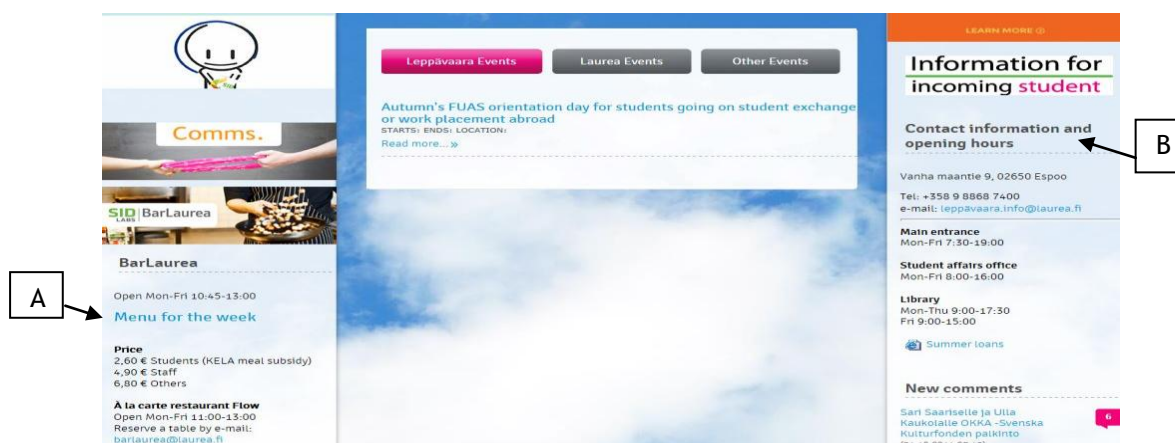 Comms.
SID LABS BarLaurea
BarLaurea
Open Mon-Fri 10:45-13:00
A
Menu for the week
Price
2,60 € Students (KELA meal subsidy)
4,90 € Staff
6,80 € Others
À la carte restaurant Flow
Open Mon-Fri 11:00-13:00
Reserve a table by e-mail:
barlaurea@laurea.fi
Leppävaara Events
Laurea Events
Other Events
Autumn's FUAS orientation day for students going on student exchange
or work placement abroad
STARTS: ENDS: LOCATION:
Read more...»
LEARN MORE
Information for
incoming student
Contact information and
opening hours
B
Vanha maantie 9, 02650 Espoo
Tel: +358 9 8868 7400
e-mail: leppävaara.info@laurea.fi
Main entrance
Mon-Fri 7:30-19:00
Student affairs office
Mon-Fri 8:00-16:00
Library
Mon-Thu 9:00-17:30
Fri 9:00-15:00
Summer loans
New comments
Sari Saariselle ja Ulla
Kaukolalle OKKA -Svenska
Kulturfonden palkinto
6